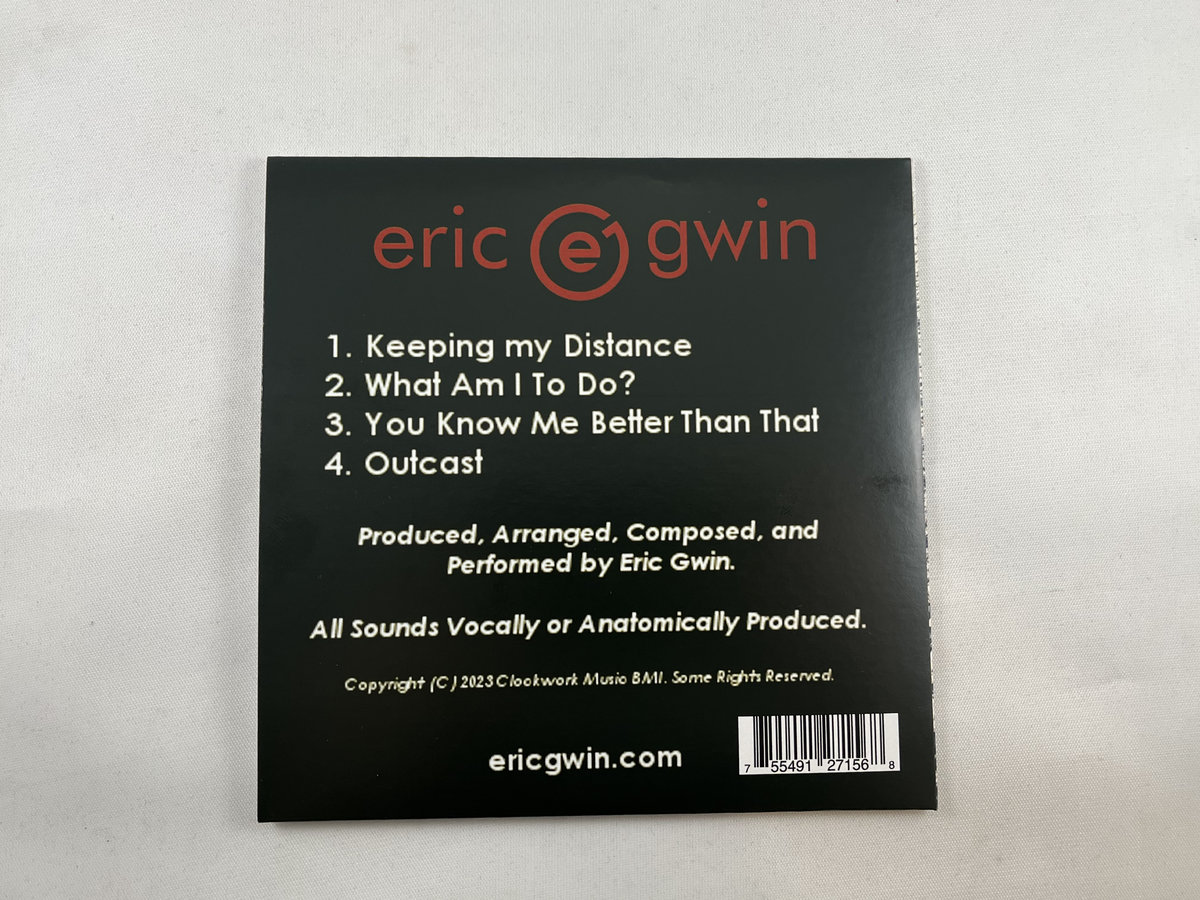 eric e gwin
1. Keeping my Distance
2. What Am I To Do?
3. You Know Me Better Than That
4. Outcast
Produced, Arranged, Composed, and
Performed by Eric Gwin.
All Sounds Vocally or Anatomically Produced.
Copyright (C) 2023 Clockwork Music BMI. Some Rights Reserved.
ericgwin.com
7 55491 27156 8